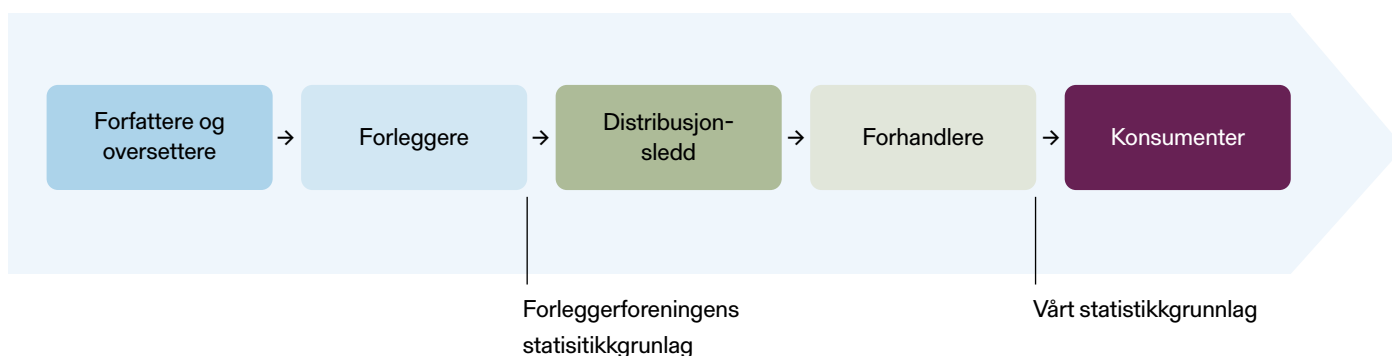 Forfattere og
oversettere
→
Forleggere
→
Distribusjon-
sledd
→
Forhandlere
→
Konsumenter
Forleggerforeningens
statisitikkgrunlag
Vårt statistikkgrunnlag